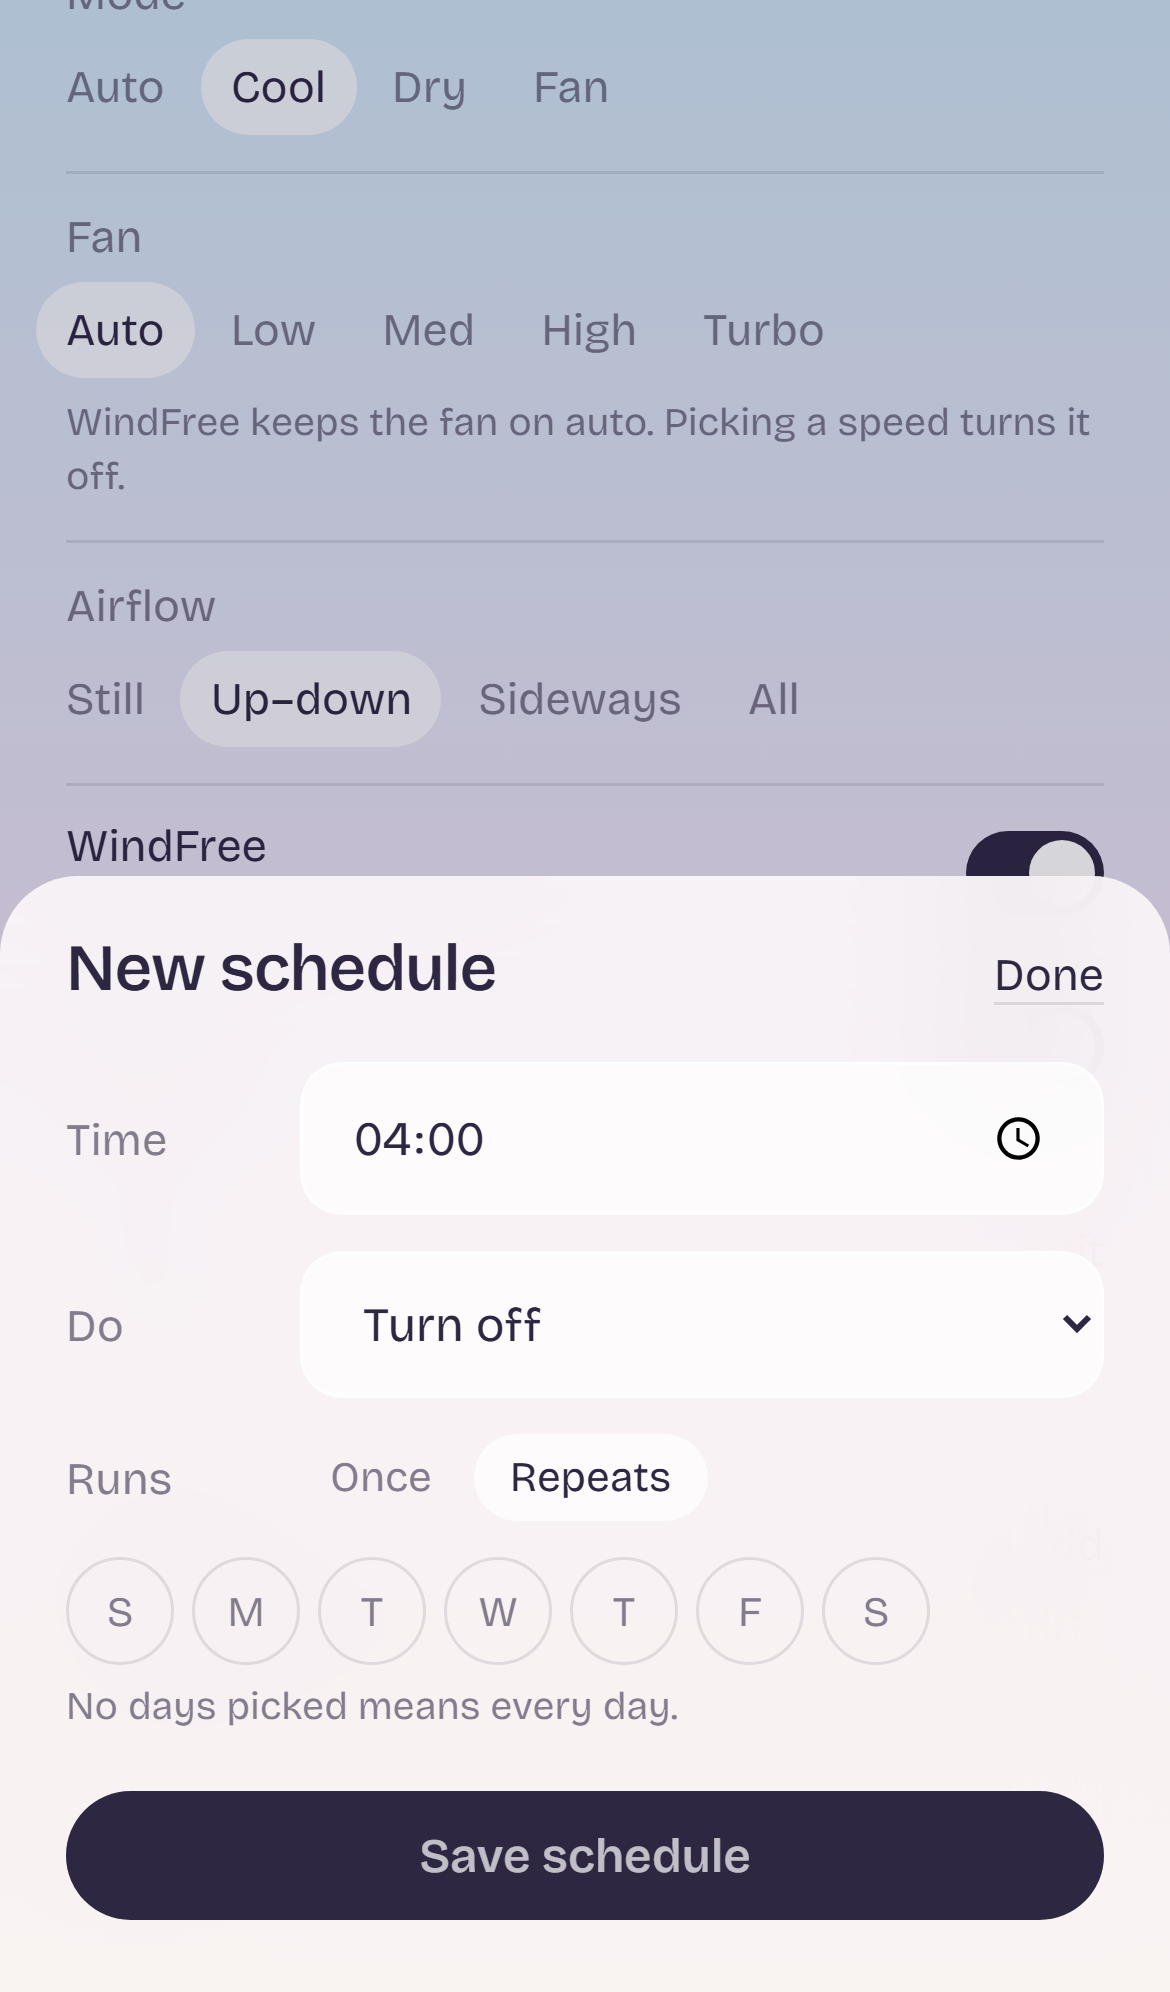 Mode
Auto Cool Dry Fan
Fan
Auto Low Med High Turbo
WindFree keeps the fan on auto. Picking a speed turns it
off.
Airflow
Still Up–down Sideways All
WindFree
New schedule Done
Time 04:00
Do Turn off
Runs Once Repeats
S M T W T F S
No days picked means every day.
Save schedule